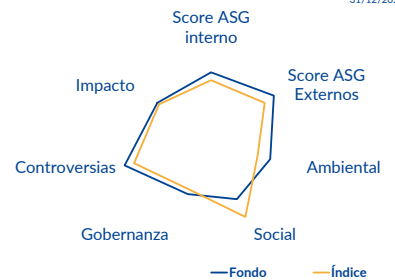 Score ASG
interno
Score ASG
Externos
Impacto
Ambiental
Controversias
Gobernanza
Social
Fondo
Índice